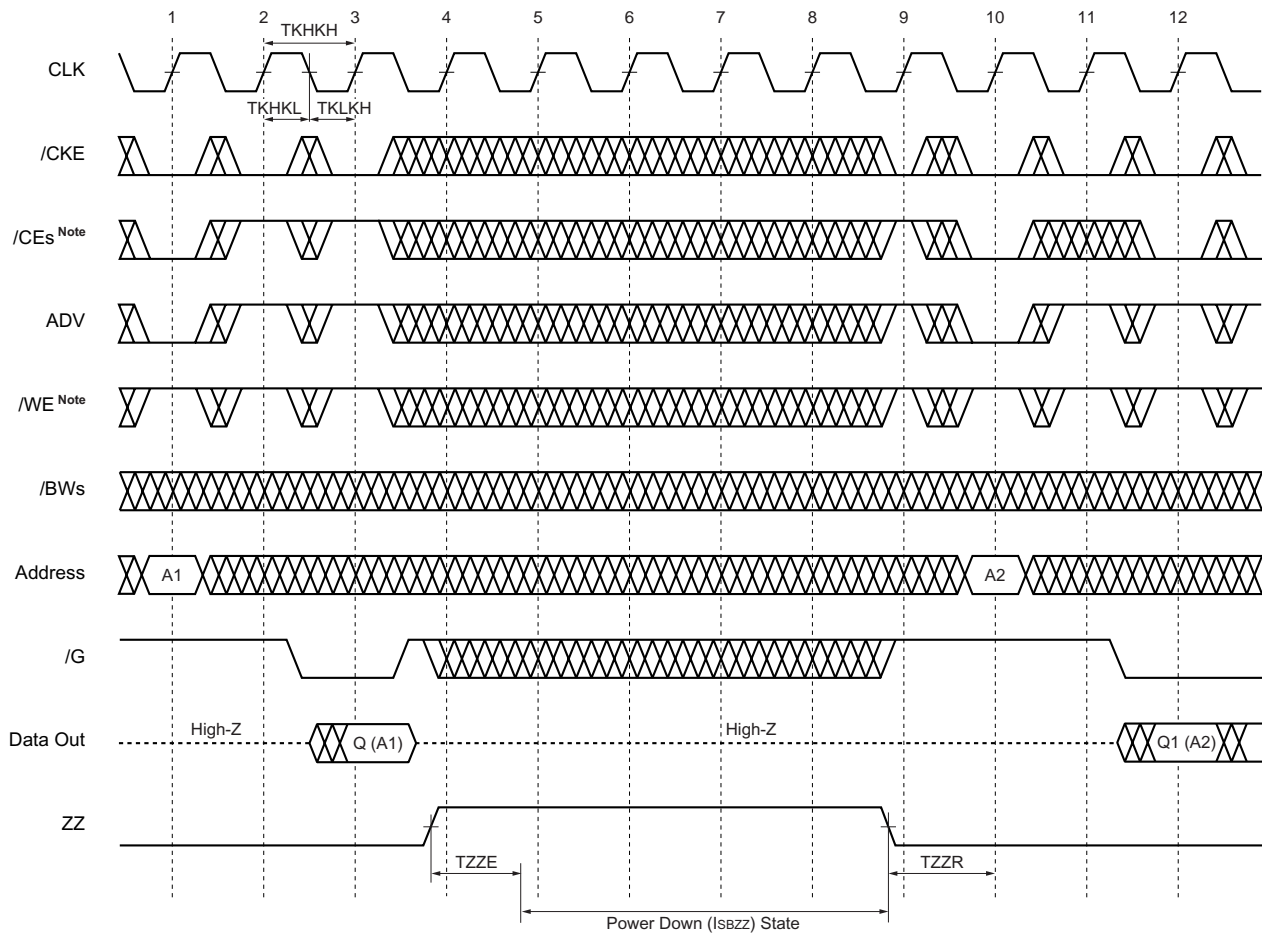 1 2 3 4 5 6 7 8 9 10 11 12
TKHKH
CLK
TKHKL TKLKH
/CKE
/CEs Note
ADV
/WE Note
/BWs
Address A1 A2
/G
Data Out High-Z Q (A1) High-Z Q1 (A2)
ZZ
TZZE TZZR
Power Down (ISBZZ) State